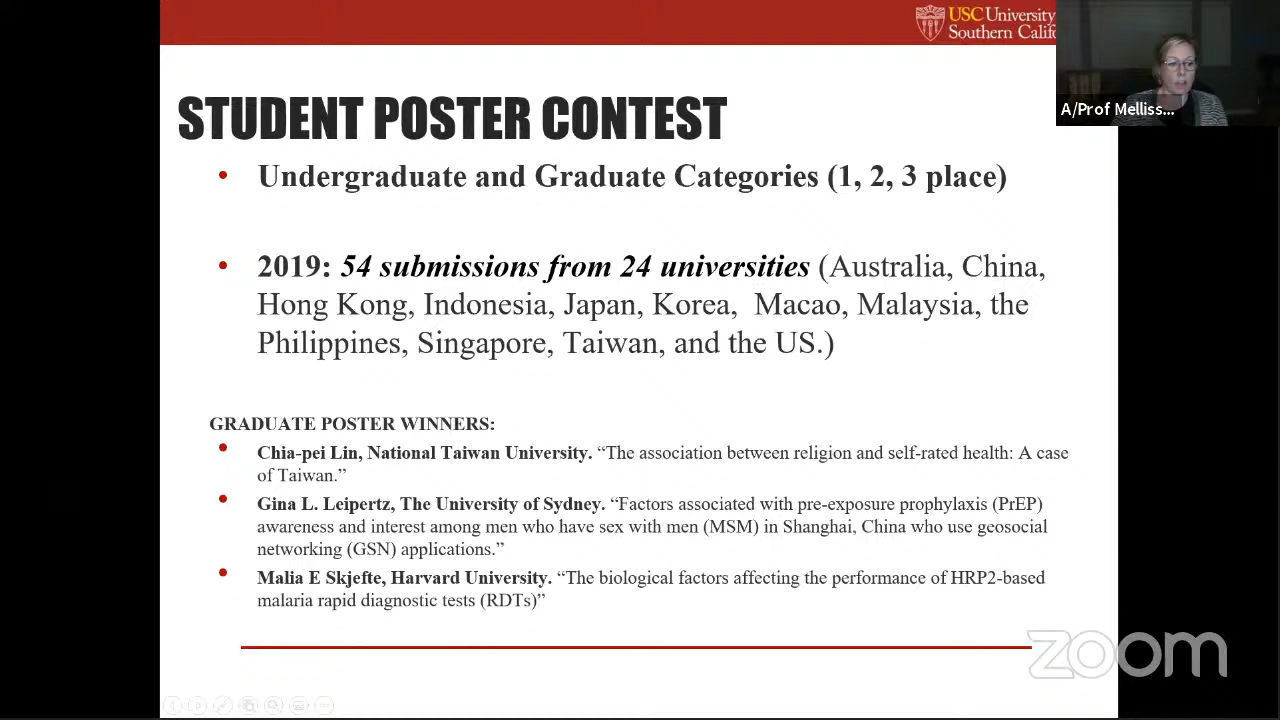 USC University
Southern Calif
A/Prof Melliss...
STUDENT POSTER CONTEST
• Undergraduate and Graduate Categories (1, 2, 3 place)
• 2019: 54 submissions from 24 universities (Australia, China,
Hong Kong, Indonesia, Japan, Korea, Macao, Malaysia, the
Philippines, Singapore, Taiwan, and the US.)
GRADUATE POSTER WINNERS:
• Chia-pei Lin, National Taiwan University. “The association between religion and self-rated health: A case
of Taiwan.”
• Gina L. Leipertz, The University of Sydney. “Factors associated with pre-exposure prophylaxis (PrEP)
awareness and interest among men who have sex with men (MSM) in Shanghai, China who use geosocial
networking (GSN) applications.”
• Malia E Skjefte, Harvard University. “The biological factors affecting the performance of HRP2-based
malaria rapid diagnostic tests (RDTs)”
zoom